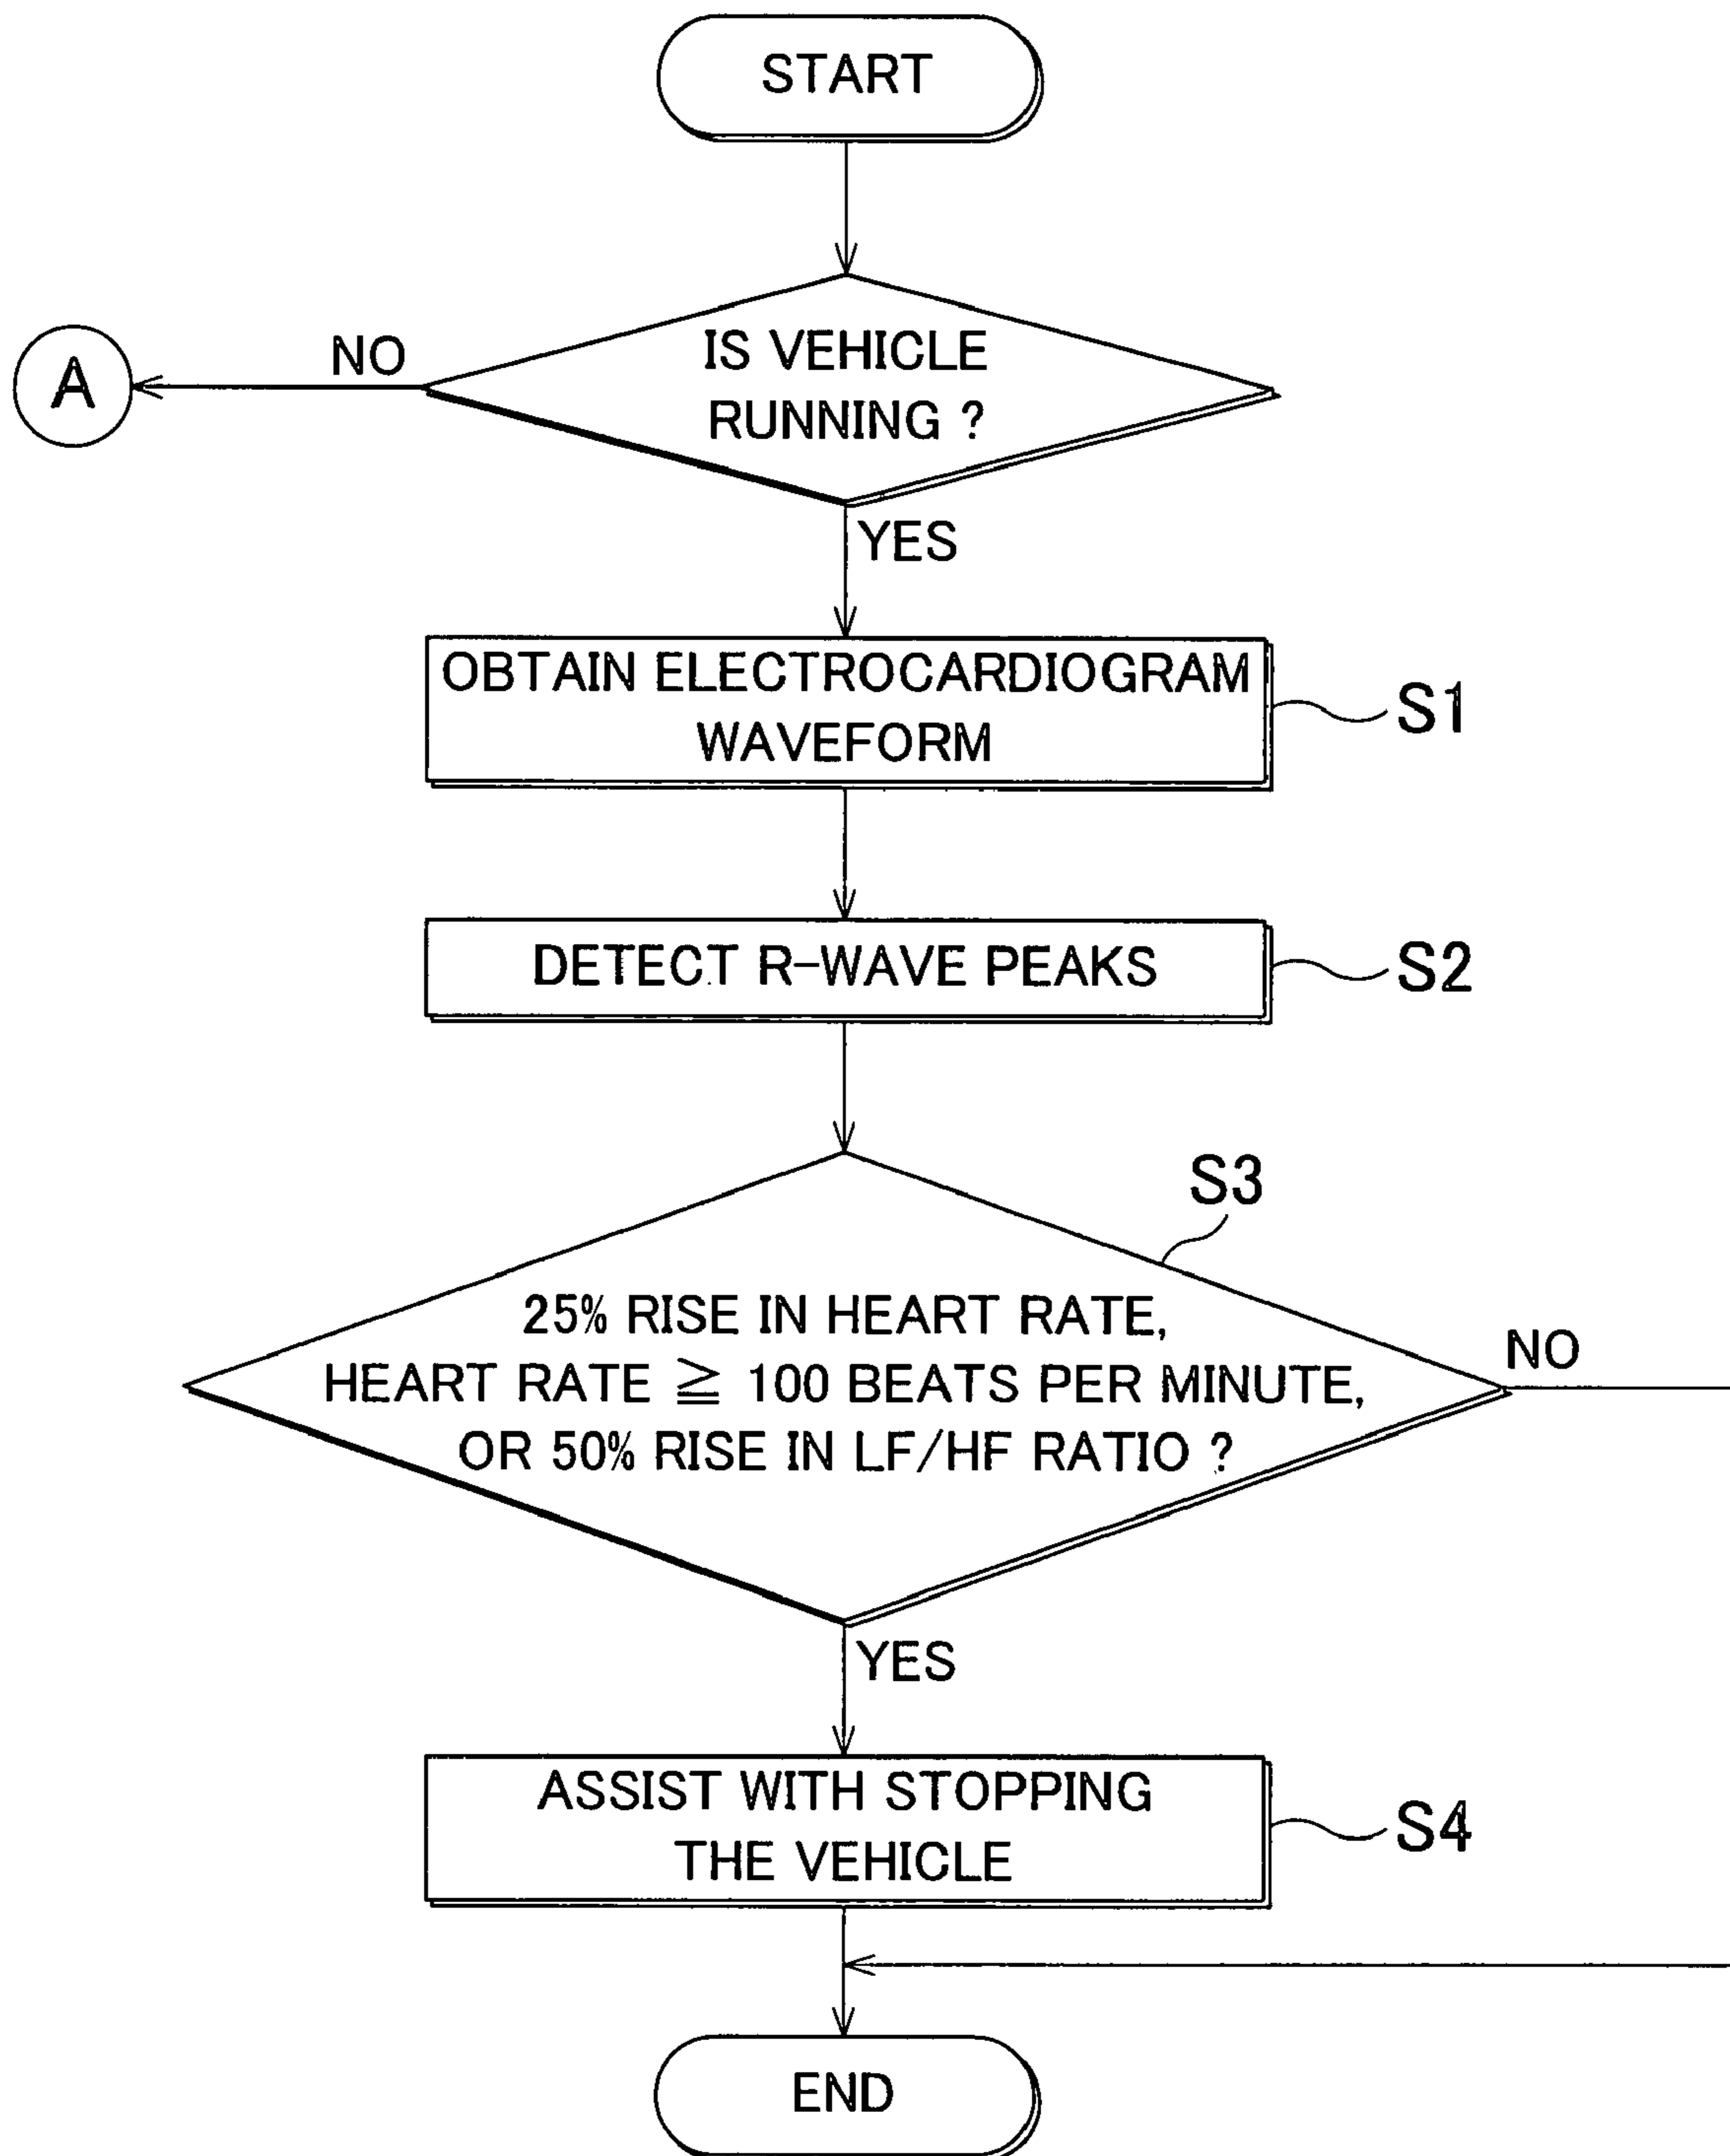 START
IS VEHICLE
RUNNING ?
NO
A
YES
OBTAIN ELECTROCARDIOGRAM
WAVEFORM
S1
DETECT R-WAVE PEAKS
S2
S3
25% RISE IN HEART RATE,
HEART RATE ≧ 100 BEATS PER MINUTE,
OR 50% RISE IN LF/HF RATIO ?
NO
YES
ASSIST WITH STOPPING
THE VEHICLE
S4
END